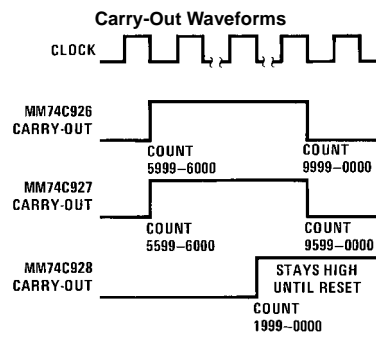 Carry-Out Waveforms
CLOCK
MM74C926
CARRY-OUT
COUNT
5999–6000
COUNT
9999–0000
MM74C927
CARRY-OUT
COUNT
5599–6000
COUNT
9599–0000
MM74C928
CARRY-OUT
STAYS HIGH
UNTIL RESET
COUNT
1999–0000